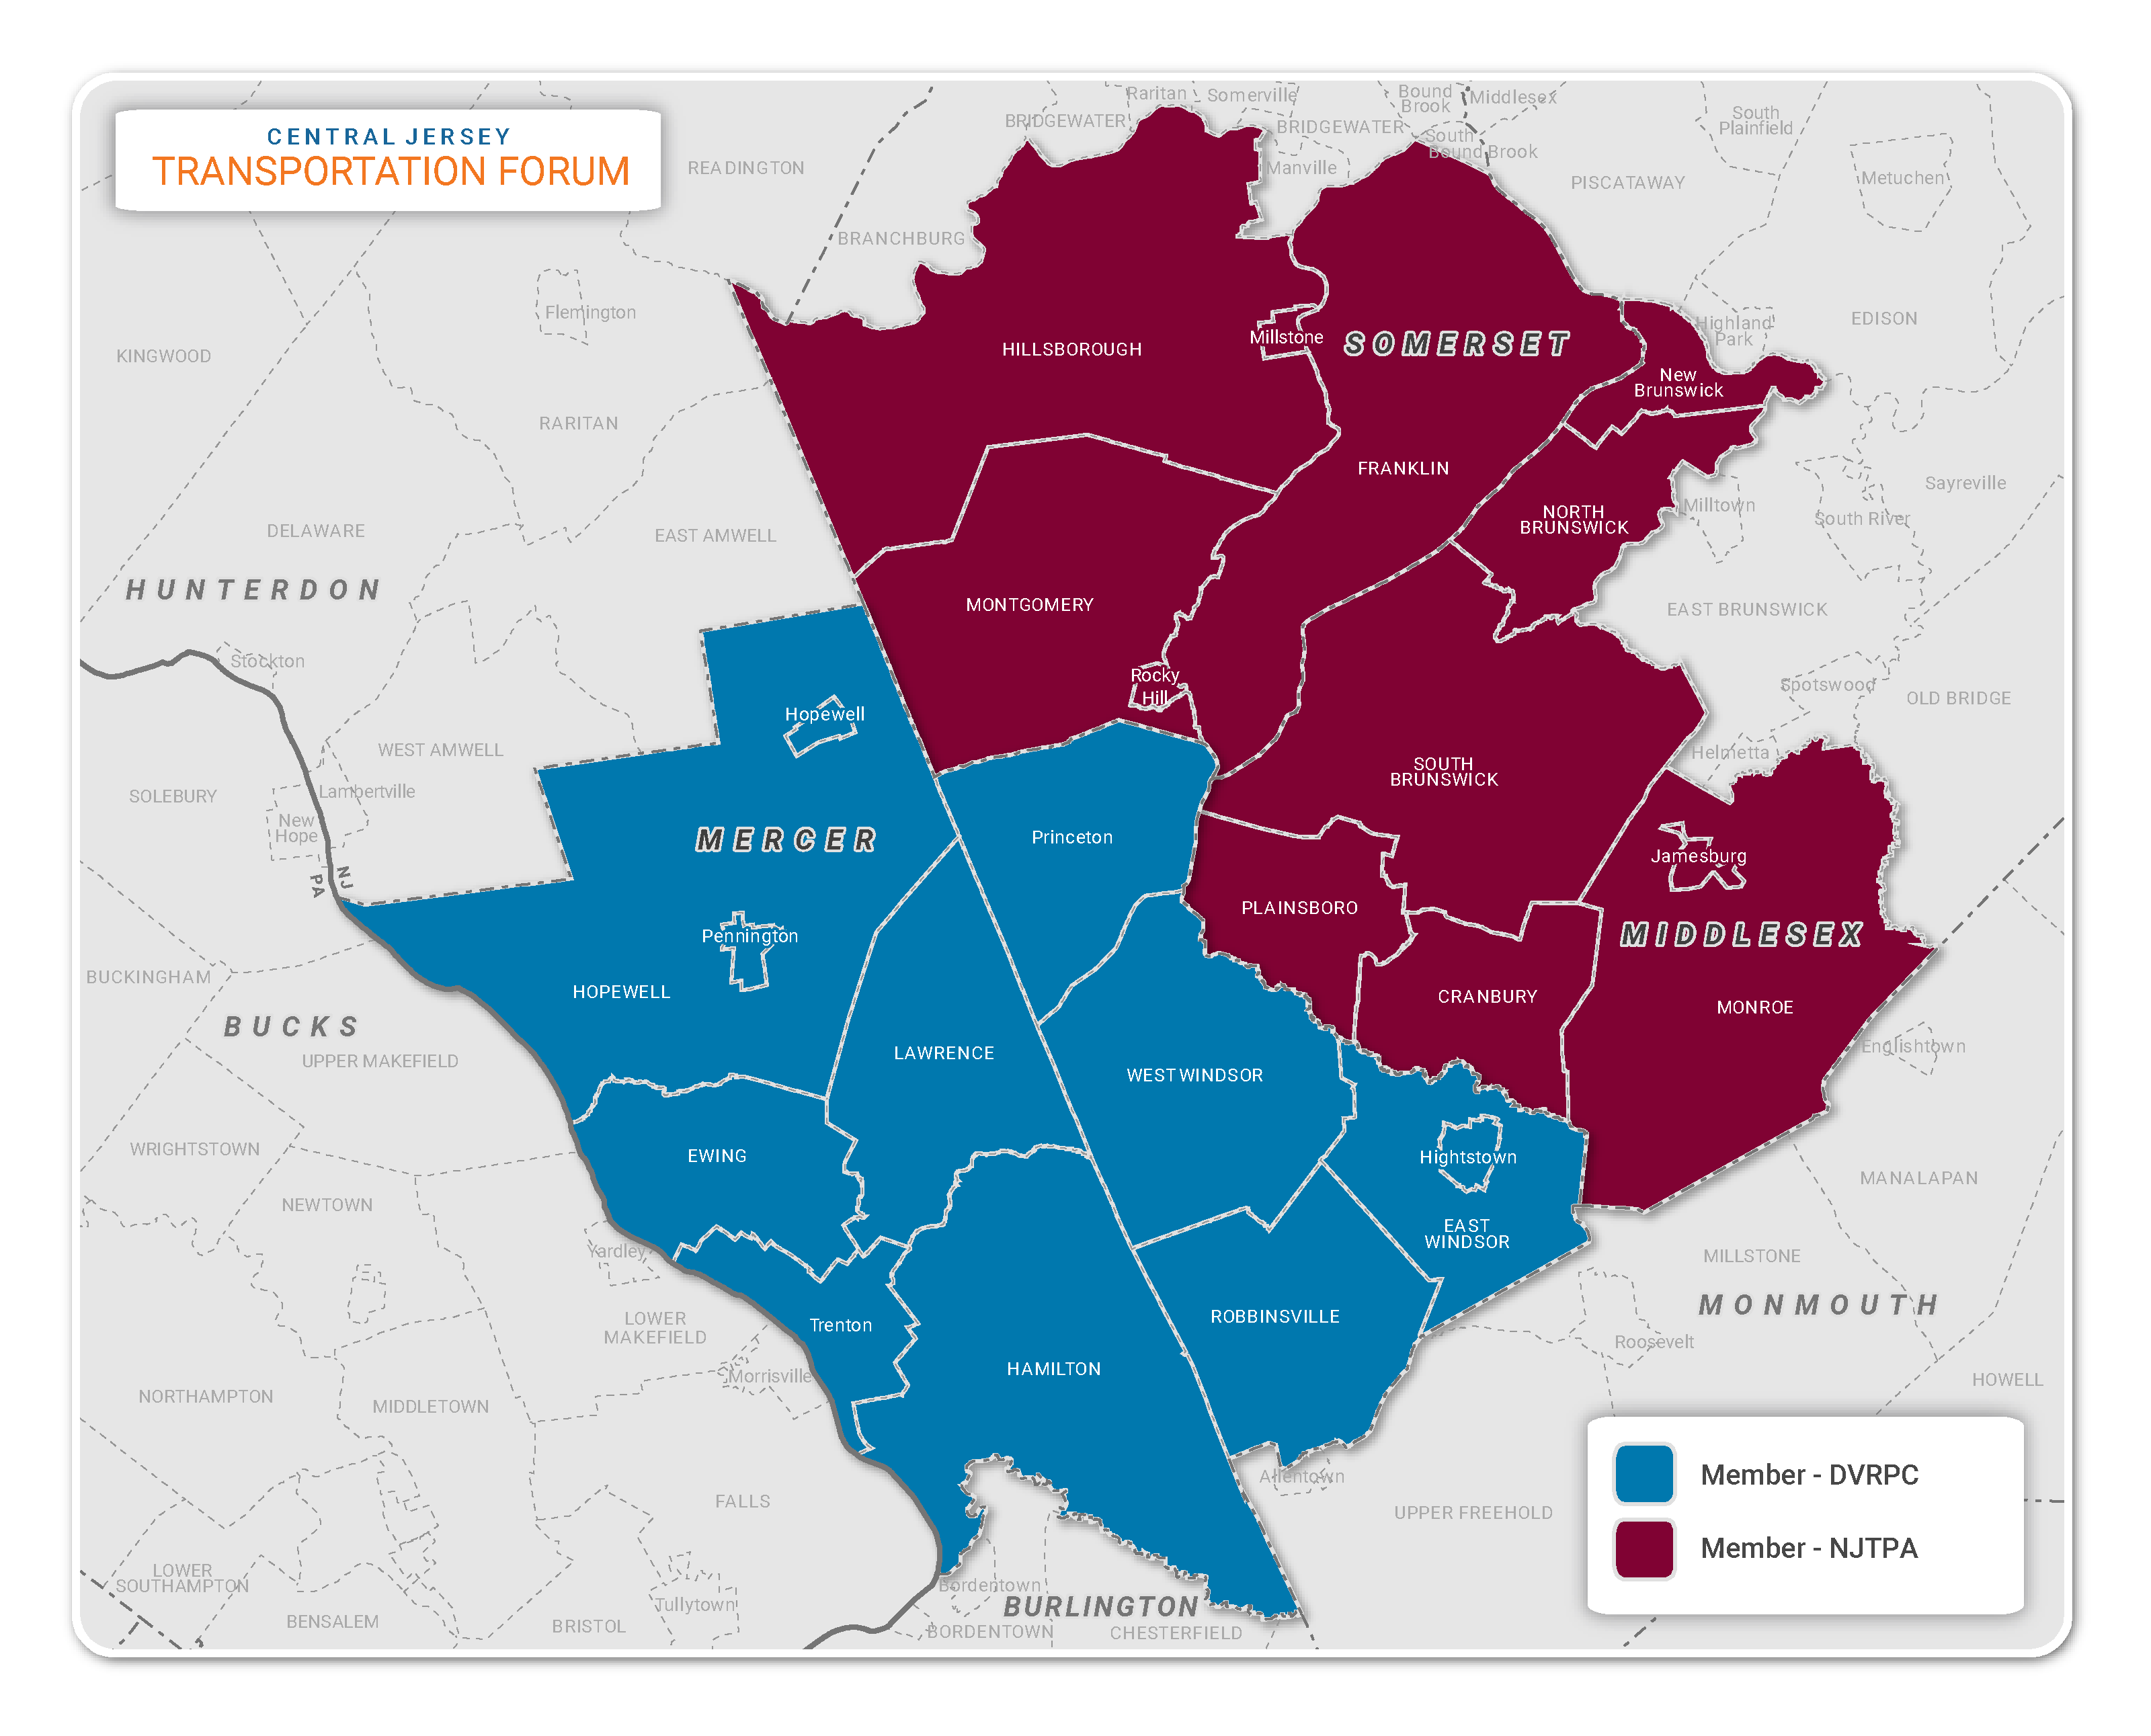 CENTRAL JERSEY
TRANSPORTATION FORUM
Raritan
Somerville
Bound
Brook
Middlesex
BRIDGEWATER
BRIDGEWATER
South
Bound Brook
South
Plainfield
READINGTON
Manville
PISCATAWAY
Metuchen
BRANCHBURG
Flemington
KINGWOOD
HILLSBOROUGH
Millstone
SOMERSET
Highland
Park
EDISON
New
Brunswick
RARITAN
FRANKLIN
Sayreville
DELAWARE
EAST AMWELL
NORTH
BRUNSWICK
Milltown
South River
HUNTERDON
MONTGOMERY
EAST BRUNSWICK
Stockton
Rocky
Hill
Spotswood
OLD BRIDGE
Hopewell
WEST AMWELL
SOUTH
BRUNSWICK
Helmetta
SOLEBURY
Lambertville
New
Hope
MERCER
Princeton
Jamesburg
NJ
PA
PLAINSBORO
MIDDLESEX
Pennington
BUCKINGHAM
HOPEWELL
CRANBURY
MONROE
BUCKS
UPPER MAKEFIELD
LAWRENCE
WEST WINDSOR
Englishtown
WRIGHTSTOWN
EWING
Hightstown
MANALAPAN
NEWTOWN
EAST
WINDSOR
Yardley
MILLSTONE
MONMOUTH
LOWER
MAKEFIELD
Trenton
ROBBINSVILLE
Roosevelt
Morrisville
HAMILTON
HOWELL
NORTHAMPTON
MIDDLETOWN
Allentown
Member - DVRPC
FALLS
UPPER FREEHOLD
Member - NJTPA
LOWER
SOUTHAMPTON
Bordentown
Tullytown
BURLINGTON
BENSALEM
BRISTOL
BORDENTOWN
CHESTERFIELD